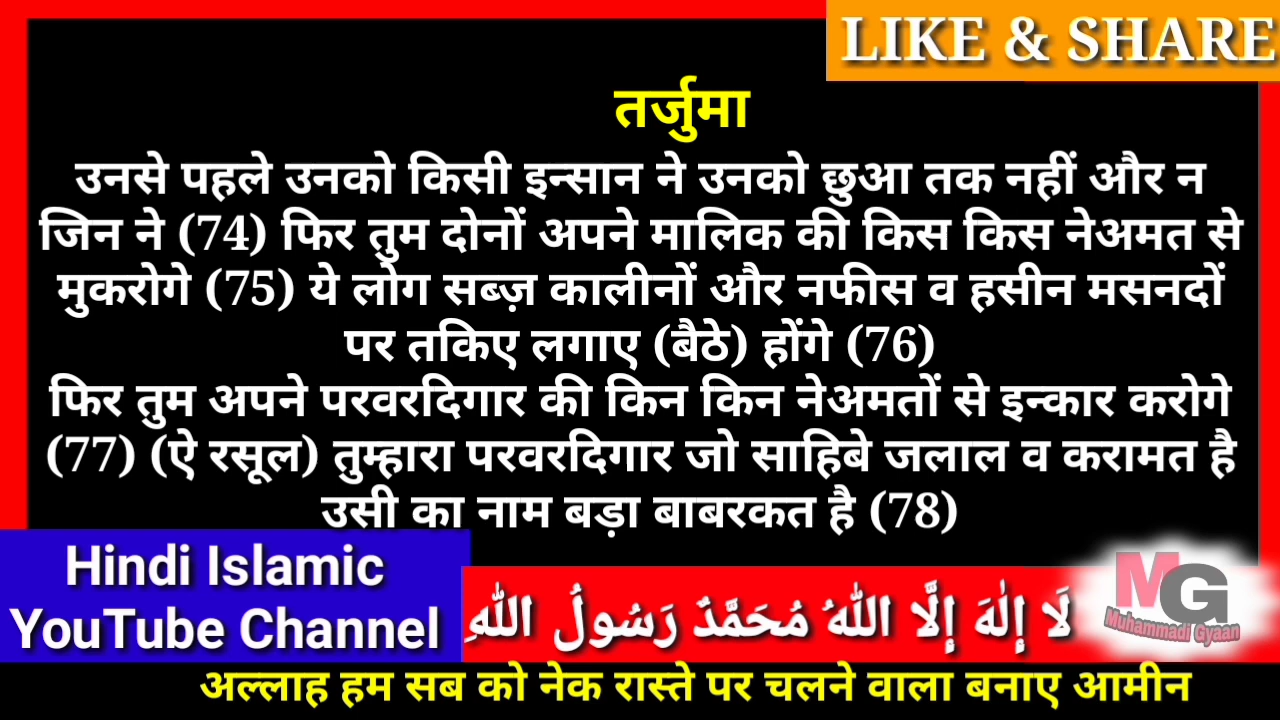 LIKE & SHARE
तर्जुमा
उनसे पहले उनको किसी इन्सान ने उनको छुआ तक नहीं और न
जिन ने (74) फिर तुम दोनों अपने मालिक की किस किस नेअमत से
मुकरोगे (75) ये लोग सब्ज़ कालीनों और नफीस व हसीन मसनदों
पर तकिए लगाए (बैठे) होंगे (76)
फिर तुम अपने परवरदिगार की किन किन नेअमतों से इन्कार करोगे
(77) (ऐ रसूल) तुम्हारा परवरदिगार जो साहिबे जलाल व करामत है
उसी का नाम बड़ा बाबरकत है (78)
Hindi Islamic
YouTube Channel
لَا إِلٰهَ إِلَّا اللّٰهُ مُحَمَّدٌ رَسُولُ اللّٰهِ
MG
Muhammadi Gyaan
अल्लाह हम सब को नेक रास्ते पर चलने वाला बनाए आमीन